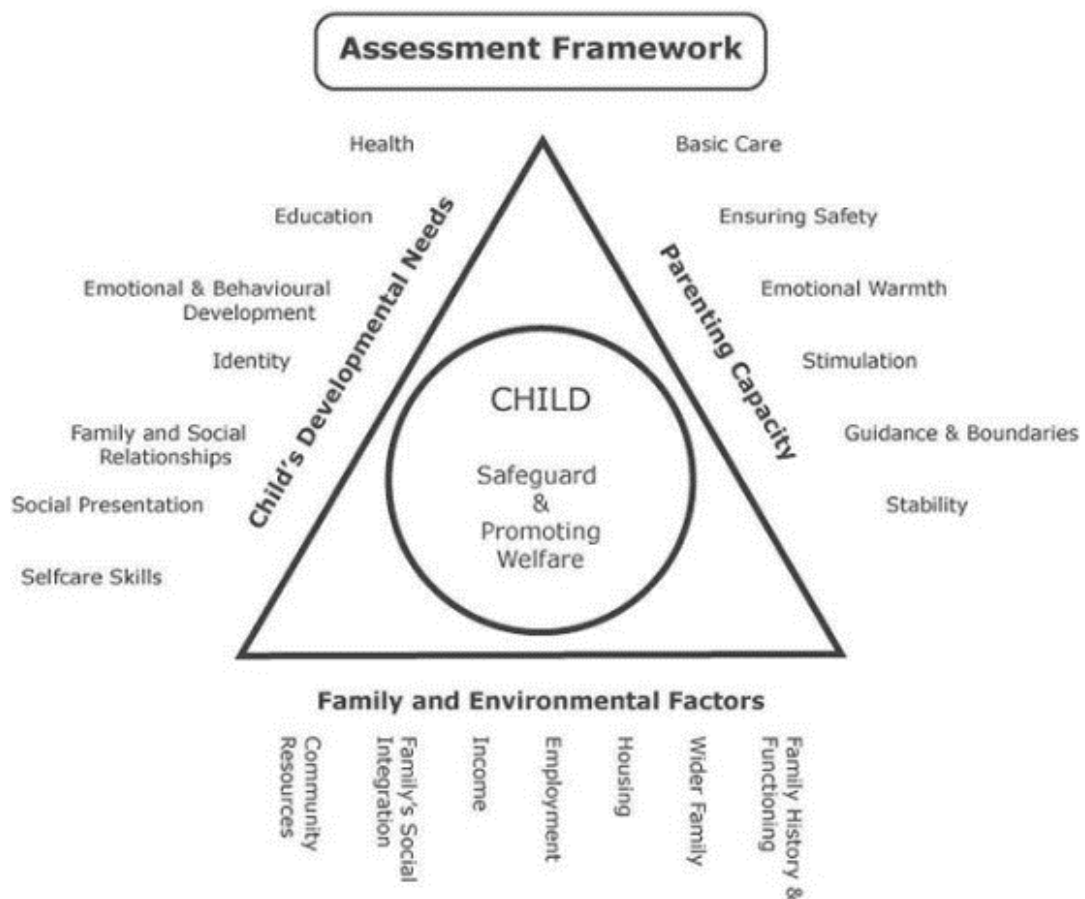 Assessment Framework
Health
Education
Emotional & Behavioural
Development
Identity
Family and Social
Relationships
Social Presentation
Selfcare Skills
Child's Developmental Needs
CHILD
Safeguard
&
Promoting
Welfare
Parenting Capacity
Basic Care
Ensuring Safety
Emotional Warmth
Stimulation
Guidance & Boundaries
Stability
Family and Environmental Factors
Community
Resources
Family's Social
Integration
Income
Employment
Housing
Wider Family
Family History &
Functioning